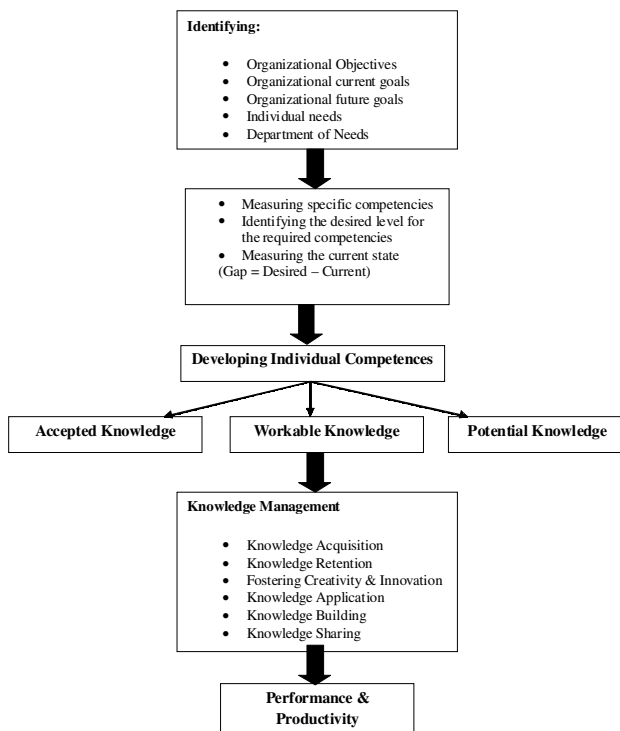 Identifying:
• Organizational Objectives
• Organizational current goals
• Organizational future goals
• Individual needs
• Department of Needs
• Measuring specific competencies
• Identifying the desired level for
the required competencies
• Measuring the current state
(Gap = Desired – Current)
Developing Individual Competences
Accepted Knowledge
Workable Knowledge
Potential Knowledge
Knowledge Management
• Knowledge Acquisition
• Knowledge Retention
• Fostering Creativity & Innovation
• Knowledge Application
• Knowledge Building
• Knowledge Sharing
Performance &
Productivity